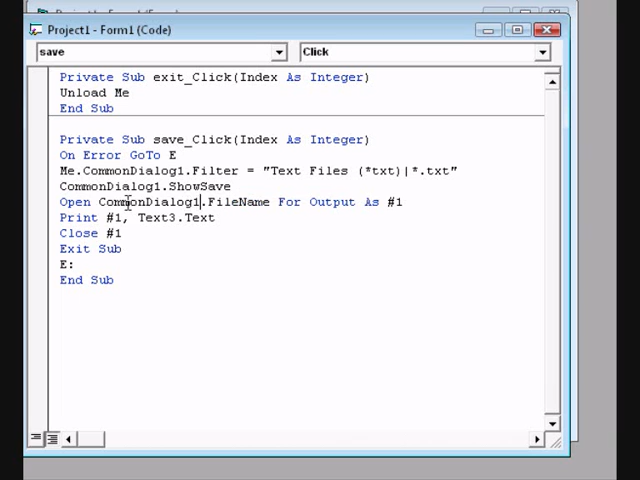 Project1 - Form1 (Code)
save
Click
Private Sub exit_Click(Index As Integer)
Unload Me
End Sub
Private Sub save_Click(Index As Integer)
On Error GoTo E
Me.CommonDialog1.Filter = "Text Files (*txt)|*.txt"
CommonDialog1.ShowSave
Open CommonDialog1.FileName For Output As #1
Print #1, Text3.Text
Close #1
Exit Sub
E:
End Sub